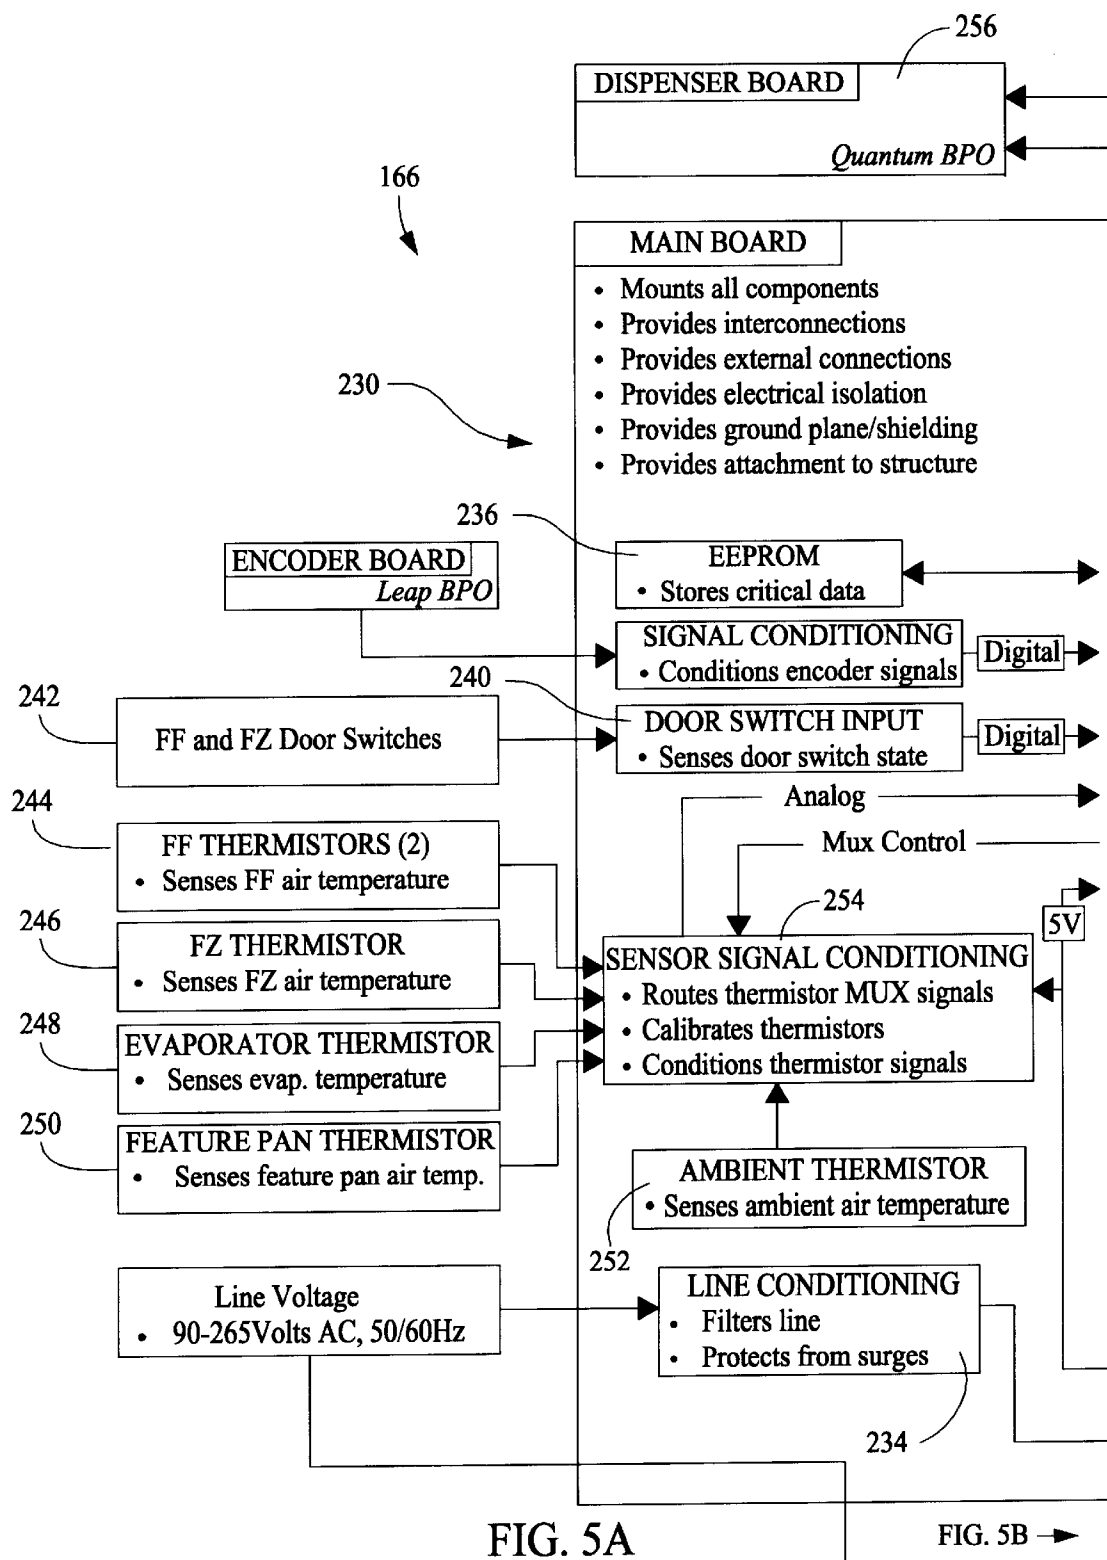 256
DISPENSER BOARD
Quantum BPO
166
MAIN BOARD
• Mounts all components
• Provides interconnections
• Provides external connections
230
• Provides electrical isolation
• Provides ground plane/shielding
• Provides attachment to structure
236
ENCODER BOARD
Leap BPO
EEPROM
• Stores critical data
SIGNAL CONDITIONING
• Conditions encoder signals
Digital
240
242
FF and FZ Door Switches
DOOR SWITCH INPUT
• Senses door switch state
Digital
Analog
244
FF THERMISTORS (2)
• Senses FF air temperature
Mux Control
254
5V
246
FZ THERMISTOR
• Senses FZ air temperature
SENSOR SIGNAL CONDITIONING
• Routes thermistor MUX signals
• Calibrates thermistors
• Conditions thermistor signals
248
EVAPORATOR THERMISTOR
• Senses evap. temperature
250
FEATURE PAN THERMISTOR
• Senses feature pan air temp.
AMBIENT THERMISTOR
• Senses ambient air temperature
252
Line Voltage
• 90-265Volts AC, 50/60Hz
LINE CONDITIONING
• Filters line
• Protects from surges
234
FIG. 5A
FIG. 5B